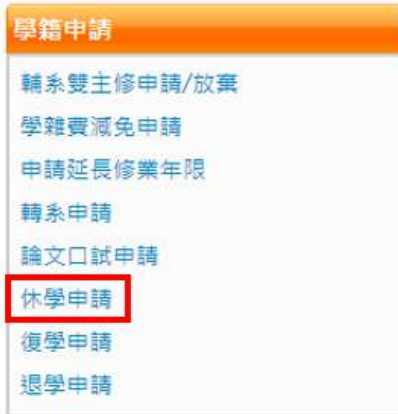 學籍申請
輔系雙主修申請/放棄
學雜費減免申請
申請延長修業年限
轉系申請
論文口試申請
休學申請
復學申請
退學申請